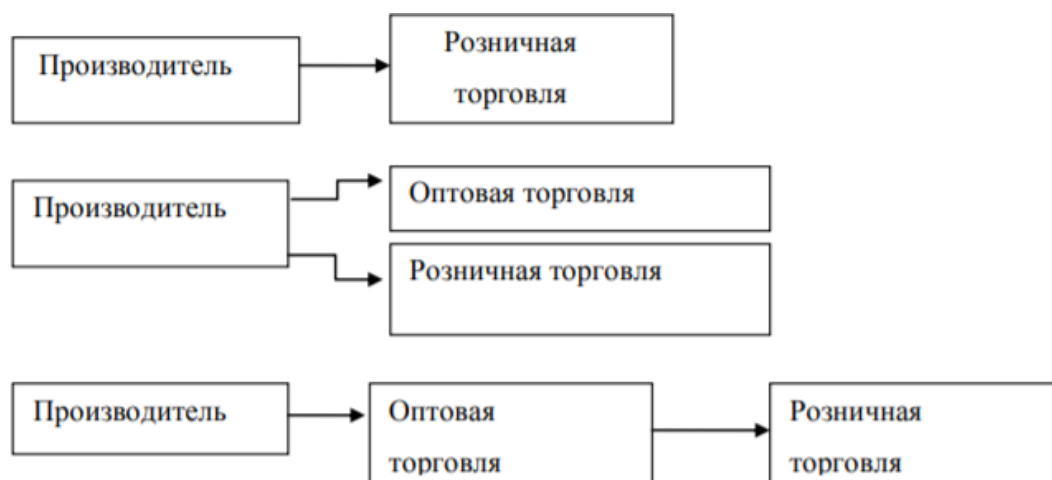 Производитель
Розничная
торговля
Производитель
Оптовая торговля
Розничная торговля
Производитель
Оптовая
торговля
Розничная
торговля